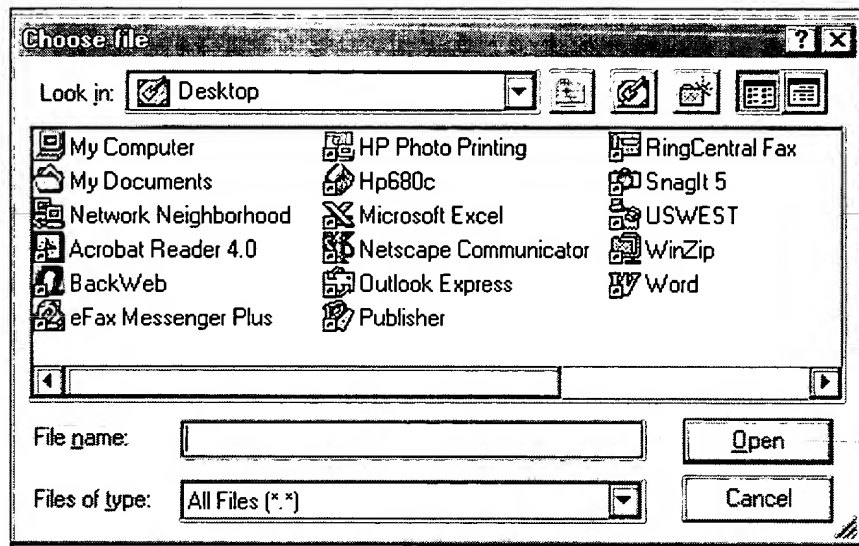 Choose file
Look in: Desktop
My Computer HP Photo Printing RingCentral Fax
My Documents Hp680c SnagIt 5
Network Neighborhood Microsoft Excel USWEST
Acrobat Reader 4.0 Netscape Communicator WinZip
BackWeb Outlook Express Word
eFax Messenger Plus Publisher
File name: Open
Files of type: All Files (*.*) Cancel